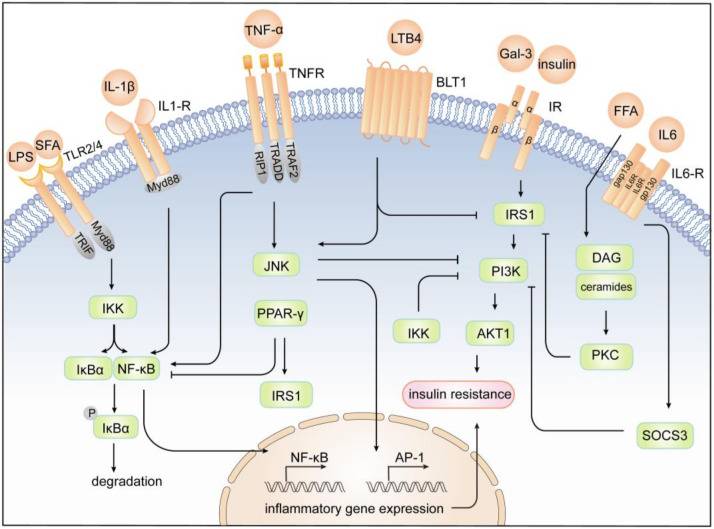 TNF-α
LTB4
Gal-3
insulin
IL-1β
TNFR
BLT1
IR
FFA
IL6
IL1-R
SFA
LPS
TLR2/4
IL6-R
α
α
β
β
gap130
IL6R
IL6R
gp130
Myd88
RIP1
TRADD
TRAF2
TRIF
Myd88
IRS1
DAG
ceramides
JNK
PI3K
IKK
PPAR-γ
IKK
AKT1
PKC
IκBα
NF-κB
IRS1
insulin resistance
P
IκBα
SOCS3
NF-κB
AP-1
degradation
inflammatory gene expression